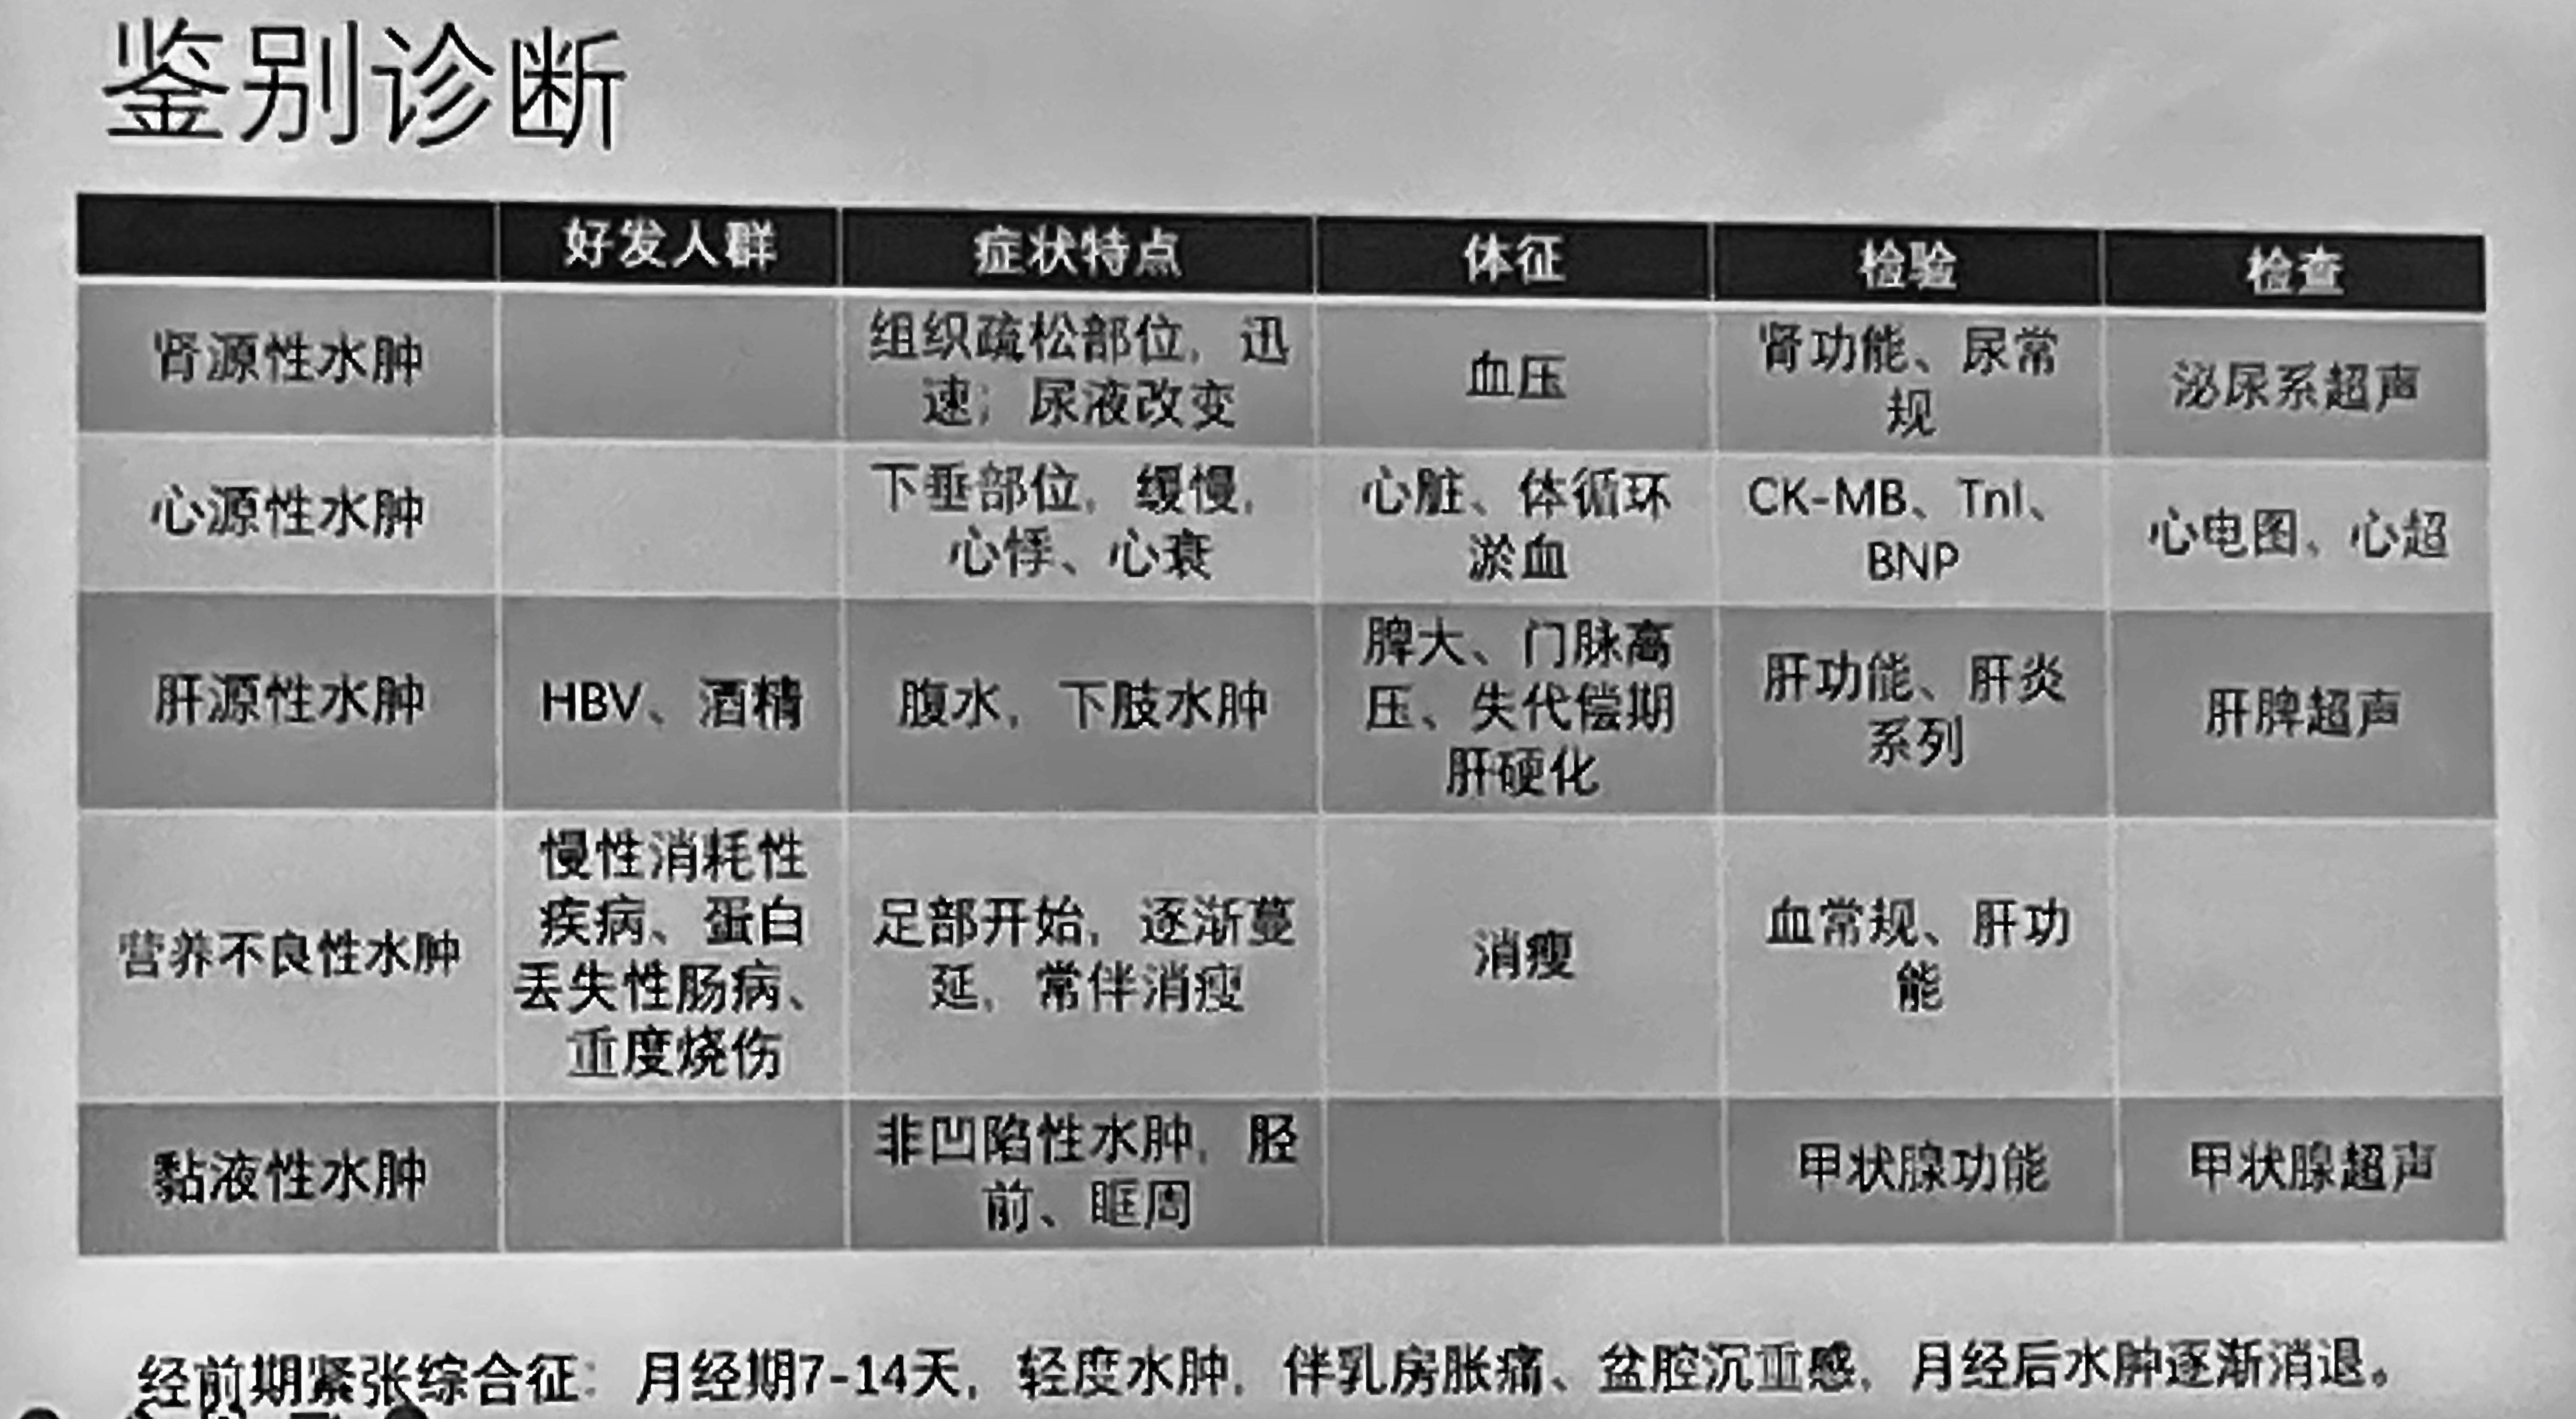 鉴别诊断
好发人群 症状特点 体征 检验 检查
肾源性水肿 组织疏松部位，迅 血压 肾功能、尿常 泌尿系超声
速；尿液改变 规
心源性水肿 下垂部位，缓慢， 心脏、体循环 CK-MB、TnI、 心电图、心超
心悸、心衰 淤血 BNP
肝源性水肿 HBV、酒精 腹水，下肢水肿 脾大、门脉高 肝功能、肝炎 肝脾超声
压、失代偿期 系列
肝硬化
营养不良性水肿 慢性消耗性 足部开始，逐渐蔓 消瘦 血常规、肝功
疾病、蛋白 延，常伴消瘦 能
丢失性肠病、
重度烧伤
黏液性水肿 非凹陷性水肿，胫 甲状腺功能 甲状腺超声
前、眶周
经前期紧张综合征：月经期7-14天，轻度水肿，伴乳房胀痛、盆腔沉重感，月经后水肿逐渐消退。